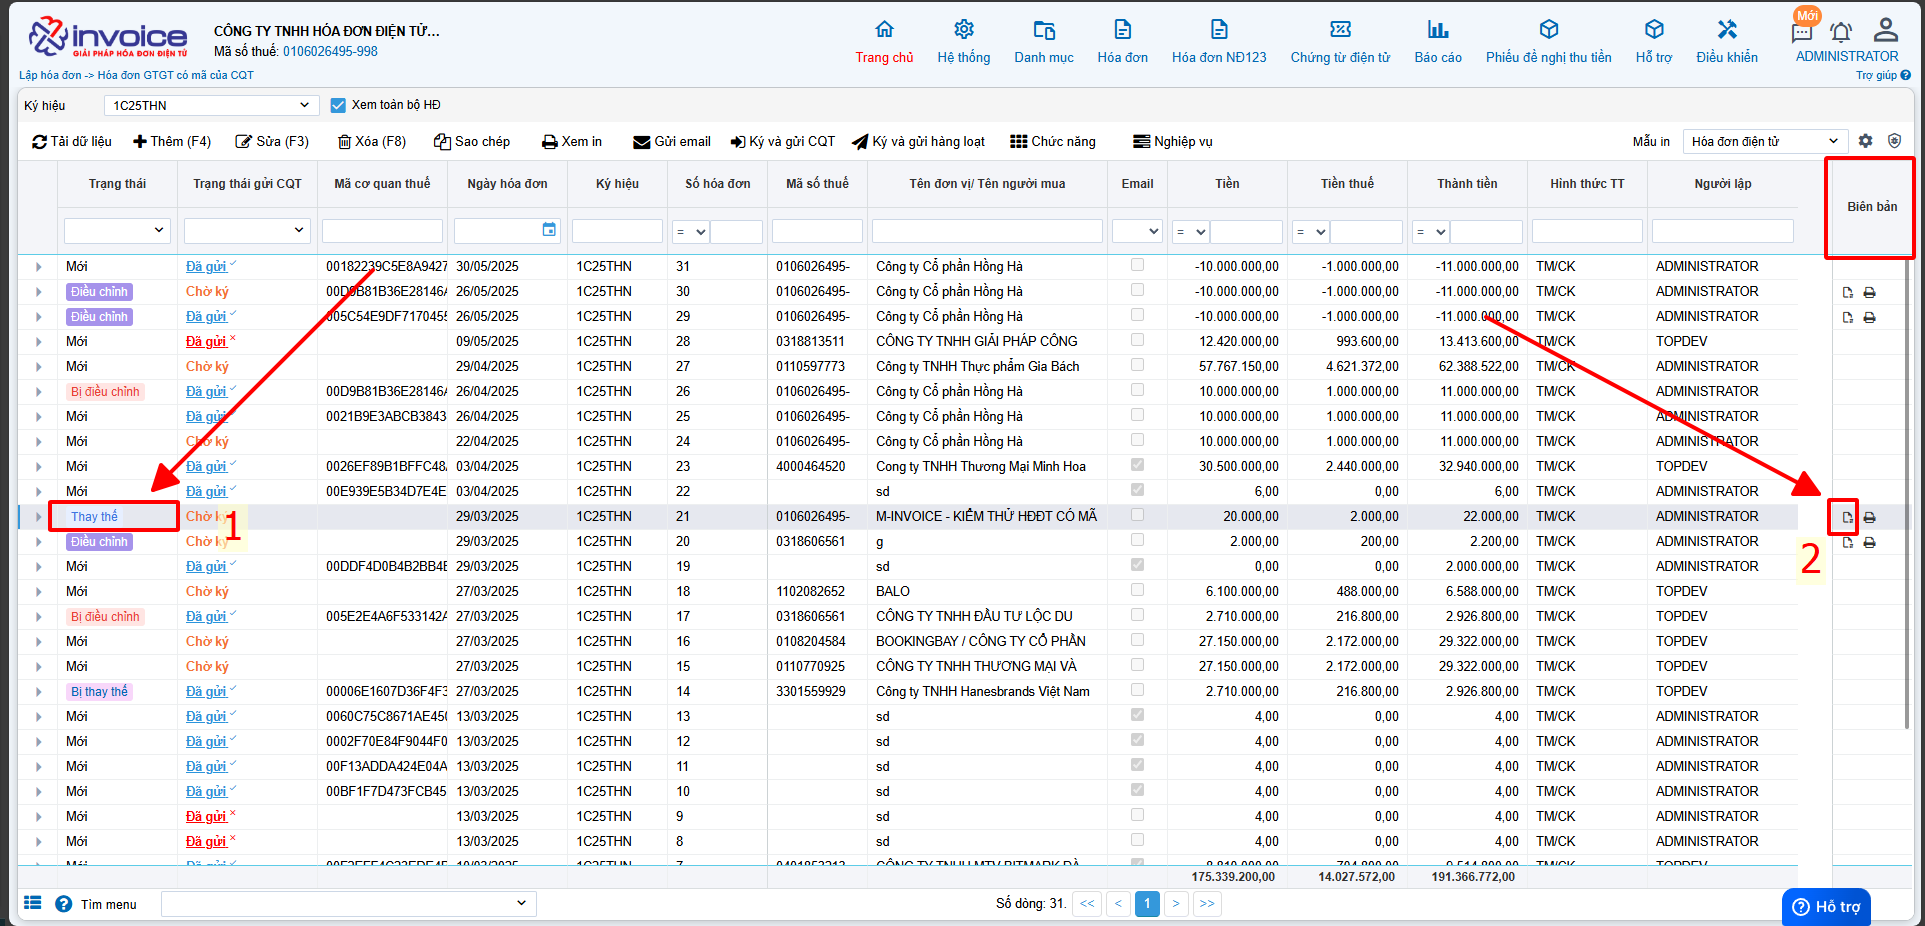 invoice
GIẢI PHÁP HÓA ĐƠN ĐIỆN TỬ
CÔNG TY TNHH HÓA ĐƠN ĐIỆN TỬ...
Mã số thuế: 0106026495-998
Trang chủ Hệ thống Danh mục Hóa đơn Hóa đơn NĐ123 Chứng từ điện tử Báo cáo Phiếu đề nghị thu tiền Hỗ trợ Điều khiển
Mới
ADMINISTRATOR
Lập hóa đơn -> Hóa đơn GTGT có mã của CQT
Trợ giúp
Ký hiệu 1C25THN Xem toàn bộ HĐ
Tải dữ liệu Thêm (F4) Sửa (F3) Xóa (F8) Sao chép Xem in Gửi email Ký và gửi CQT Ký và gửi hàng loạt Chức năng Nghiệp vụ Mẫu in Hóa đơn điện tử
Trạng thái Trạng thái gửi CQT Mã cơ quan thuế Ngày hóa đơn Ký hiệu Số hóa đơn Mã số thuế Tên đơn vị/ Tên người mua Email Tiền Tiền thuế Thành tiền Hình thức TT Người lập Biên bản
= = = =
Mới Đã gửi 00182239C5E8A9427 30/05/2025 1C25THN 31 0106026495- Công ty Cổ phần Hồng Hà -10.000.000,00 -1.000.000,00 -11.000.000,00 TM/CK ADMINISTRATOR
Điều chỉnh Chờ ký 00D9B81B36E28146A 26/05/2025 1C25THN 30 0106026495- Công ty Cổ phần Hồng Hà -10.000.000,00 -1.000.000,00 -11.000.000,00 TM/CK ADMINISTRATOR
Điều chỉnh Đã gửi 005C54E9DF7170455 26/05/2025 1C25THN 29 0106026495- Công ty Cổ phần Hồng Hà -10.000.000,00 -1.000.000,00 -11.000.000,00 TM/CK ADMINISTRATOR
Mới Đã gửi 09/05/2025 1C25THN 28 0318813511 CÔNG TY TNHH GIẢI PHÁP CÔNG 12.420.000,00 993.600,00 13.413.600,00 TM/CK TOPDEV
Mới Chờ ký 29/04/2025 1C25THN 27 0110597773 Công ty TNHH Thực phẩm Gia Bách 57.767.150,00 4.621.372,00 62.388.522,00 TM/CK ADMINISTRATOR
Bị điều chỉnh Đã gửi 00D9B81B36E28146A 26/04/2025 1C25THN 26 0106026495- Công ty Cổ phần Hồng Hà 10.000.000,00 1.000.000,00 11.000.000,00 TM/CK ADMINISTRATOR
Mới Đã gửi 0021B9E3ABCB3843 26/04/2025 1C25THN 25 0106026495- Công ty Cổ phần Hồng Hà 10.000.000,00 1.000.000,00 11.000.000,00 TM/CK ADMINISTRATOR
Mới Chờ ký 22/04/2025 1C25THN 24 0106026495- Công ty Cổ phần Hồng Hà 10.000.000,00 1.000.000,00 11.000.000,00 TM/CK ADMINISTRATOR
Mới Đã gửi 0026EF89B1BFFC48 03/04/2025 1C25THN 23 4000464520 Cong ty TNHH Thương Mại Minh Hoa 30.500.000,00 2.440.000,00 32.940.000,00 TM/CK TOPDEV
Mới Đã gửi 00E939E5B34D7E4E 03/04/2025 1C25THN 22 sd 6,00 0,00 6,00 TM/CK ADMINISTRATOR
Thay thế Chờ ký 29/03/2025 1C25THN 21 0106026495- M-INVOICE - KIỂM THỬ HĐĐT CÓ MÃ 20.000,00 2.000,00 22.000,00 TM/CK ADMINISTRATOR
1
Điều chỉnh Chờ ký 29/03/2025 1C25THN 20 0318606561 g 2.000,00 200,00 2.200,00 TM/CK ADMINISTRATOR
2
Mới Đã gửi 00DDF4D0B4B2BB4E 29/03/2025 1C25THN 19 sd 0,00 0,00 2.000.000,00 TM/CK ADMINISTRATOR
Mới Chờ ký 27/03/2025 1C25THN 18 1102082652 BALO 6.100.000,00 488.000,00 6.588.000,00 TM/CK TOPDEV
Bị điều chỉnh Đã gửi 005E2E4A6F533142A 27/03/2025 1C25THN 17 0318606561 CÔNG TY TNHH ĐẦU TƯ LỘC DU 2.710.000,00 216.800,00 2.926.800,00 TM/CK TOPDEV
Mới Chờ ký 27/03/2025 1C25THN 16 0108204584 BOOKINGBAY / CÔNG TY CỔ PHẦN 27.150.000,00 2.172.000,00 29.322.000,00 TM/CK TOPDEV
Mới Chờ ký 27/03/2025 1C25THN 15 0110770925 CÔNG TY TNHH THƯƠNG MẠI VÀ 27.150.000,00 2.172.000,00 29.322.000,00 TM/CK TOPDEV
Bị thay thế Đã gửi 00006E1607D36F4F3 27/03/2025 1C25THN 14 3301559929 Công ty TNHH Hanesbrands Việt Nam 2.710.000,00 216.800,00 2.926.800,00 TM/CK TOPDEV
Mới Đã gửi 0060C75C8671AE450 13/03/2025 1C25THN 13 sd 4,00 0,00 4,00 TM/CK ADMINISTRATOR
Mới Đã gửi 0002F70E84F9044F0 13/03/2025 1C25THN 12 sd 4,00 0,00 4,00 TM/CK ADMINISTRATOR
Mới Đã gửi 00F13ADDA424E04A 13/03/2025 1C25THN 11 sd 4,00 0,00 4,00 TM/CK ADMINISTRATOR
Mới Đã gửi 00BF1F7D473FCB45 13/03/2025 1C25THN 10 sd 4,00 0,00 4,00 TM/CK ADMINISTRATOR
Mới Đã gửi 13/03/2025 1C25THN 9 sd 4,00 0,00 4,00 TM/CK ADMINISTRATOR
Mới Đã gửi 13/03/2025 1C25THN 8 sd 4,00 0,00 4,00 TM/CK ADMINISTRATOR
175.339.200,00 14.027.572,00 191.366.772,00
Tìm menu Số dòng: 31. << < 1 > >>
Hỗ trợ